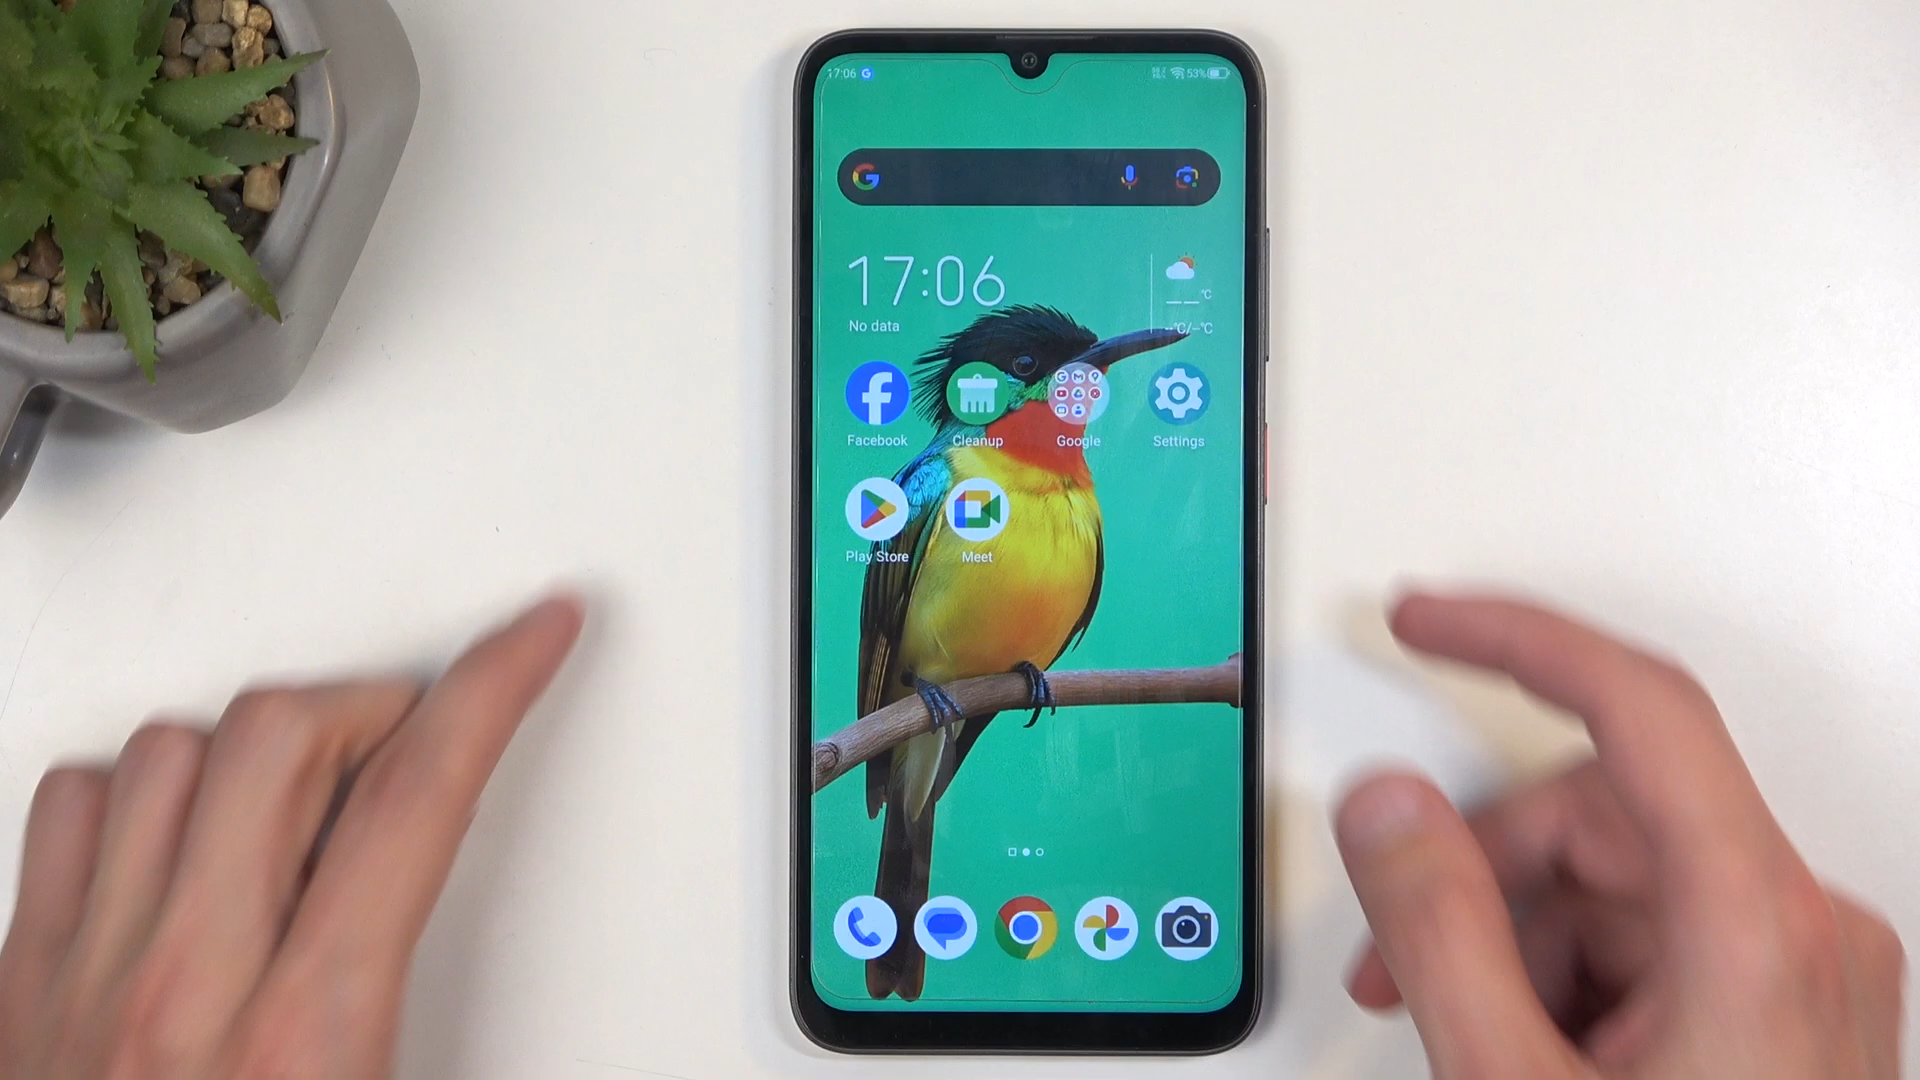 17:06
53%
17:06
No data
°C
--°C/--°C
Facebook
Cleanup
Google
Settings
Play Store
Meet